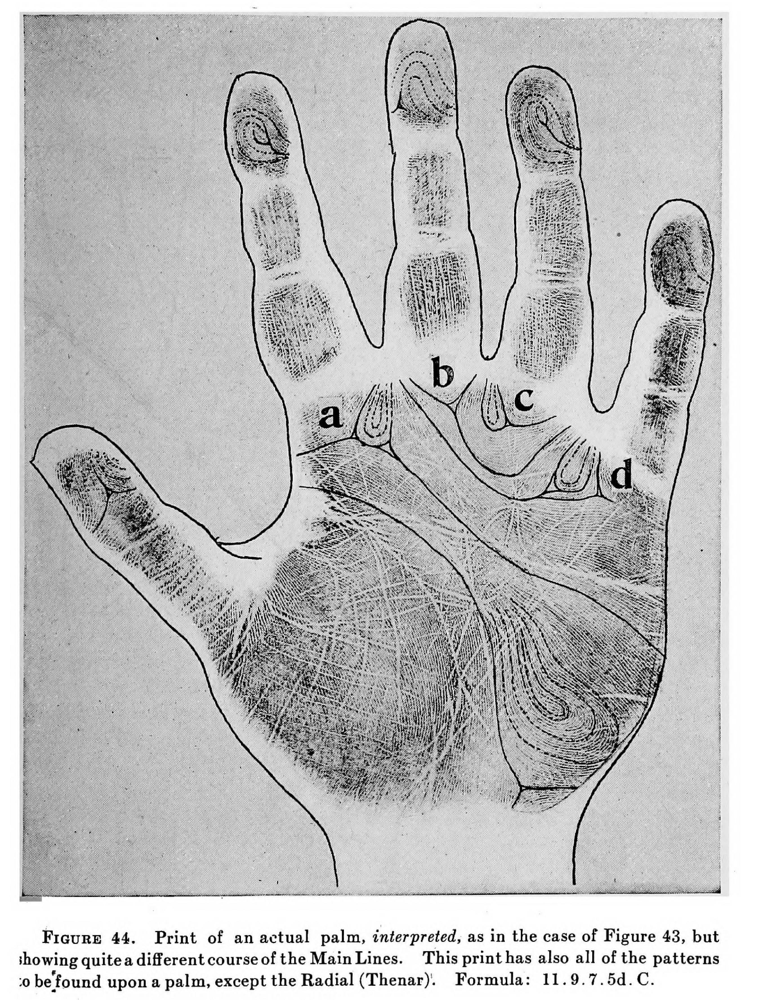 b
c
a
d
FIGURE 44. Print of an actual palm, interpreted, as in the case of Figure 43, but
showing quite a different course of the Main Lines. This print has also all of the patterns
to be found upon a palm, except the Radial (Thenar). Formula: 11.9.7.5d.C.